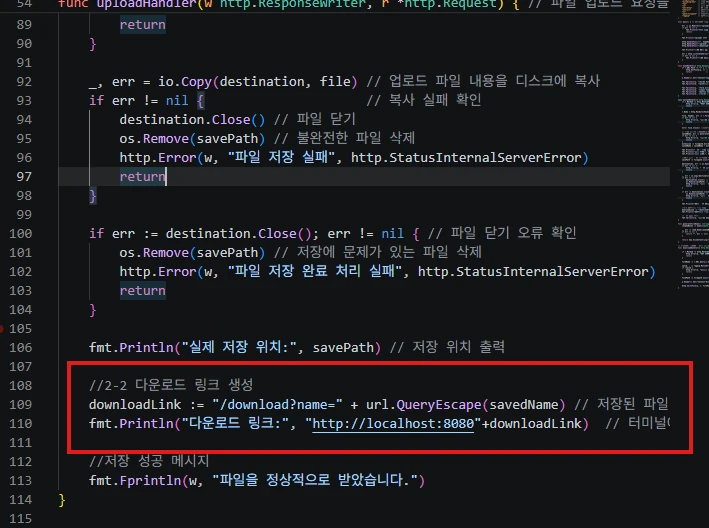 54 func uploadHandler(w http.ResponseWriter, r *http.Request) { // 파일 업로드 요청을
89 return
90 }
91
92 _, err = io.Copy(destination, file) // 업로드 파일 내용을 디스크에 복사
93 if err != nil { // 복사 실패 확인
94 destination.Close() // 파일 닫기
95 os.Remove(savePath) // 불완전한 파일 삭제
96 http.Error(w, "파일 저장 실패", http.StatusInternalServerError)
97 return
98 }
99
100 if err := destination.Close(); err != nil { // 파일 닫기 오류 확인
101 os.Remove(savePath) // 저장에 문제가 있는 파일 삭제
102 http.Error(w, "파일 저장 완료 처리 실패", http.StatusInternalServerError)
103 return
104 }
105
106 fmt.Println("실제 저장 위치:", savePath) // 저장 위치 출력
107
108 //2-2 다운로드 링크 생성
109 downloadLink := "/download?name=" + url.QueryEscape(savedName) // 저장된 파일
110 fmt.Println("다운로드 링크:", "http://localhost:8080"+downloadLink) // 터미널
111
112 //저장 성공 메시지
113 fmt.Fprintln(w, "파일을 정상적으로 받았습니다.")
114 }
115